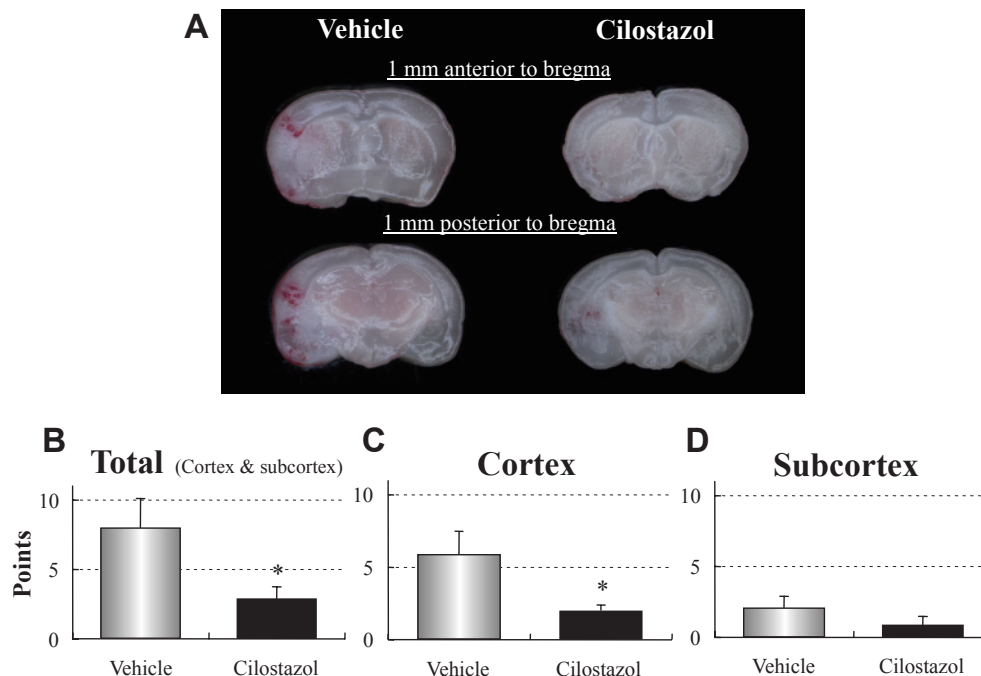 A
Vehicle Cilostazol
1 mm anterior to bregma
1 mm posterior to bregma
B
Total (Cortex & subcortex)
Points
10
5
0
*
Vehicle Cilostazol
C
Cortex
10
5
0
*
Vehicle Cilostazol
D
Subcortex
10
5
0
Vehicle Cilostazol